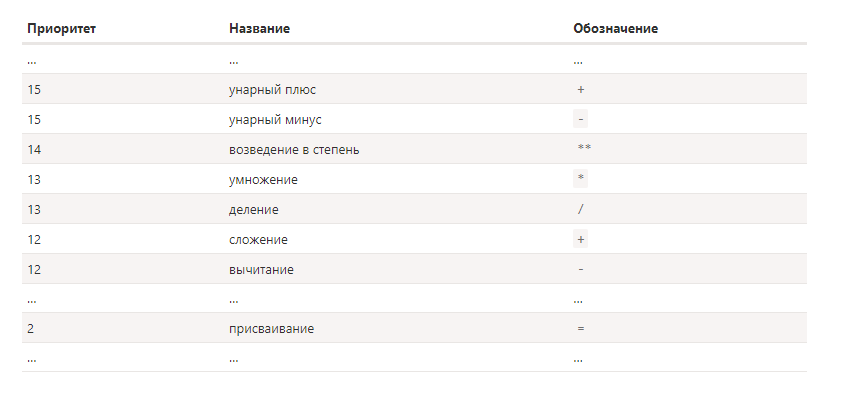 Приоритет Название Обозначение
... ... ...
15 унарный плюс +
15 унарный минус -
14 возведение в степень **
13 умножение *
13 деление /
12 сложение +
12 вычитание -
... ... ...
2 присваивание =
... ... ...